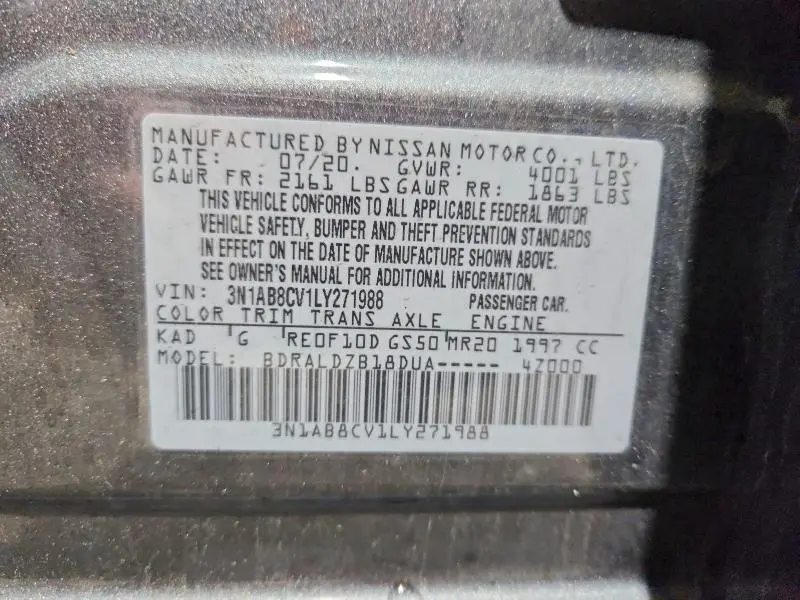 MANUFACTURED BY NISSAN MOTOR CO., LTD.
DATE: 07/20. GVWR: 4001 LBS
GAWR FR: 2161 LBS GAWR RR: 1863 LBS
THIS VEHICLE CONFORMS TO ALL APPLICABLE FEDERAL MOTOR
VEHICLE SAFETY, BUMPER AND THEFT PREVENTION STANDARDS
IN EFFECT ON THE DATE OF MANUFACTURE SHOWN ABOVE.
SEE OWNER'S MANUAL FOR ADDITIONAL INFORMATION.
VIN: 3N1AB8CV1LY271988 PASSENGER CAR.
COLOR TRIM TRANS AXLE ENGINE
KAD G RE0F10D GS50 MR20 1997 CC
MODEL: BDRALDZB18DUA----- 4Z000
3N1AB8CV1LY271988